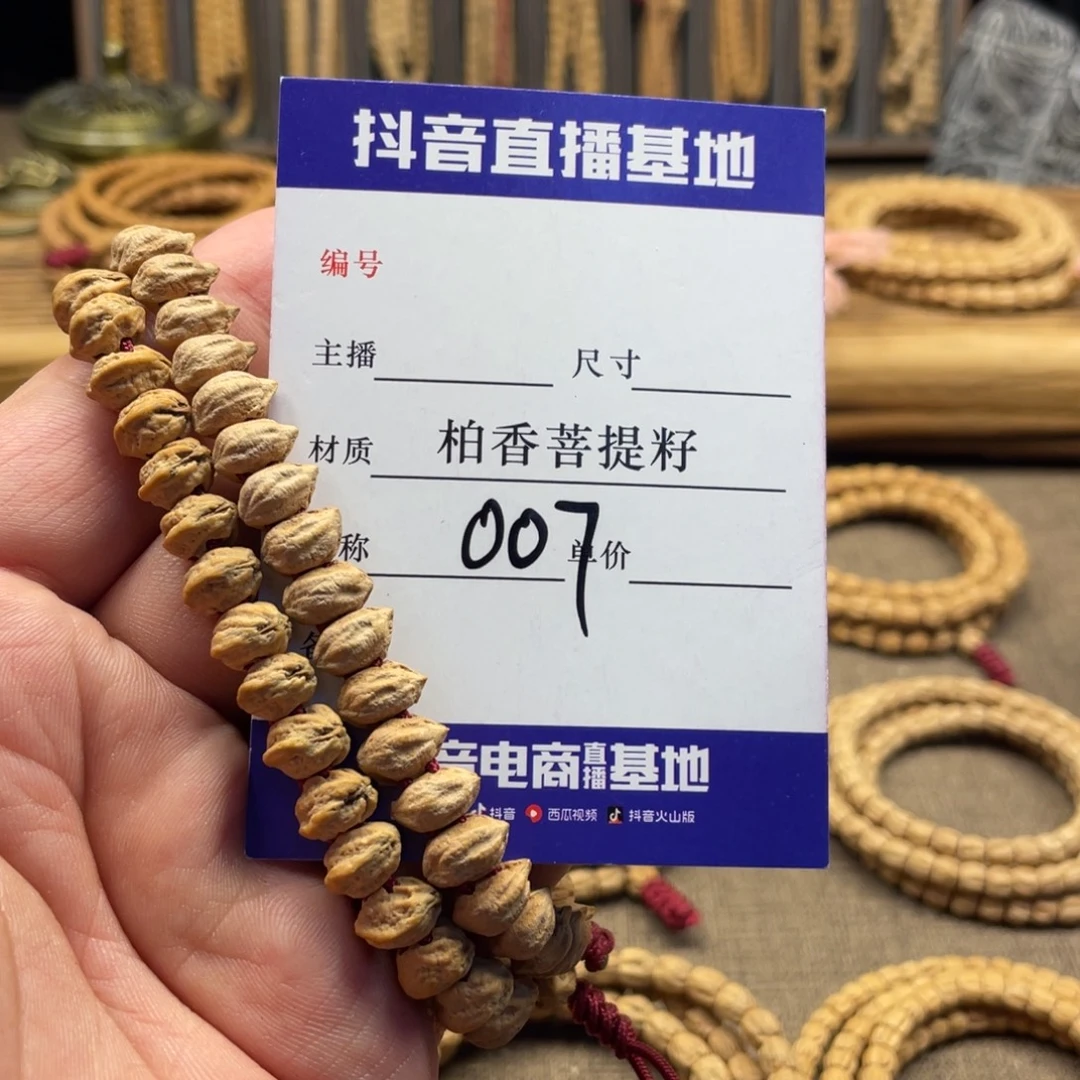 抖音直播基地
编号
主播 尺寸
材质 柏香菩提籽
称 007 单价
音电商直播基地
抖音 西瓜视频 抖音火山版